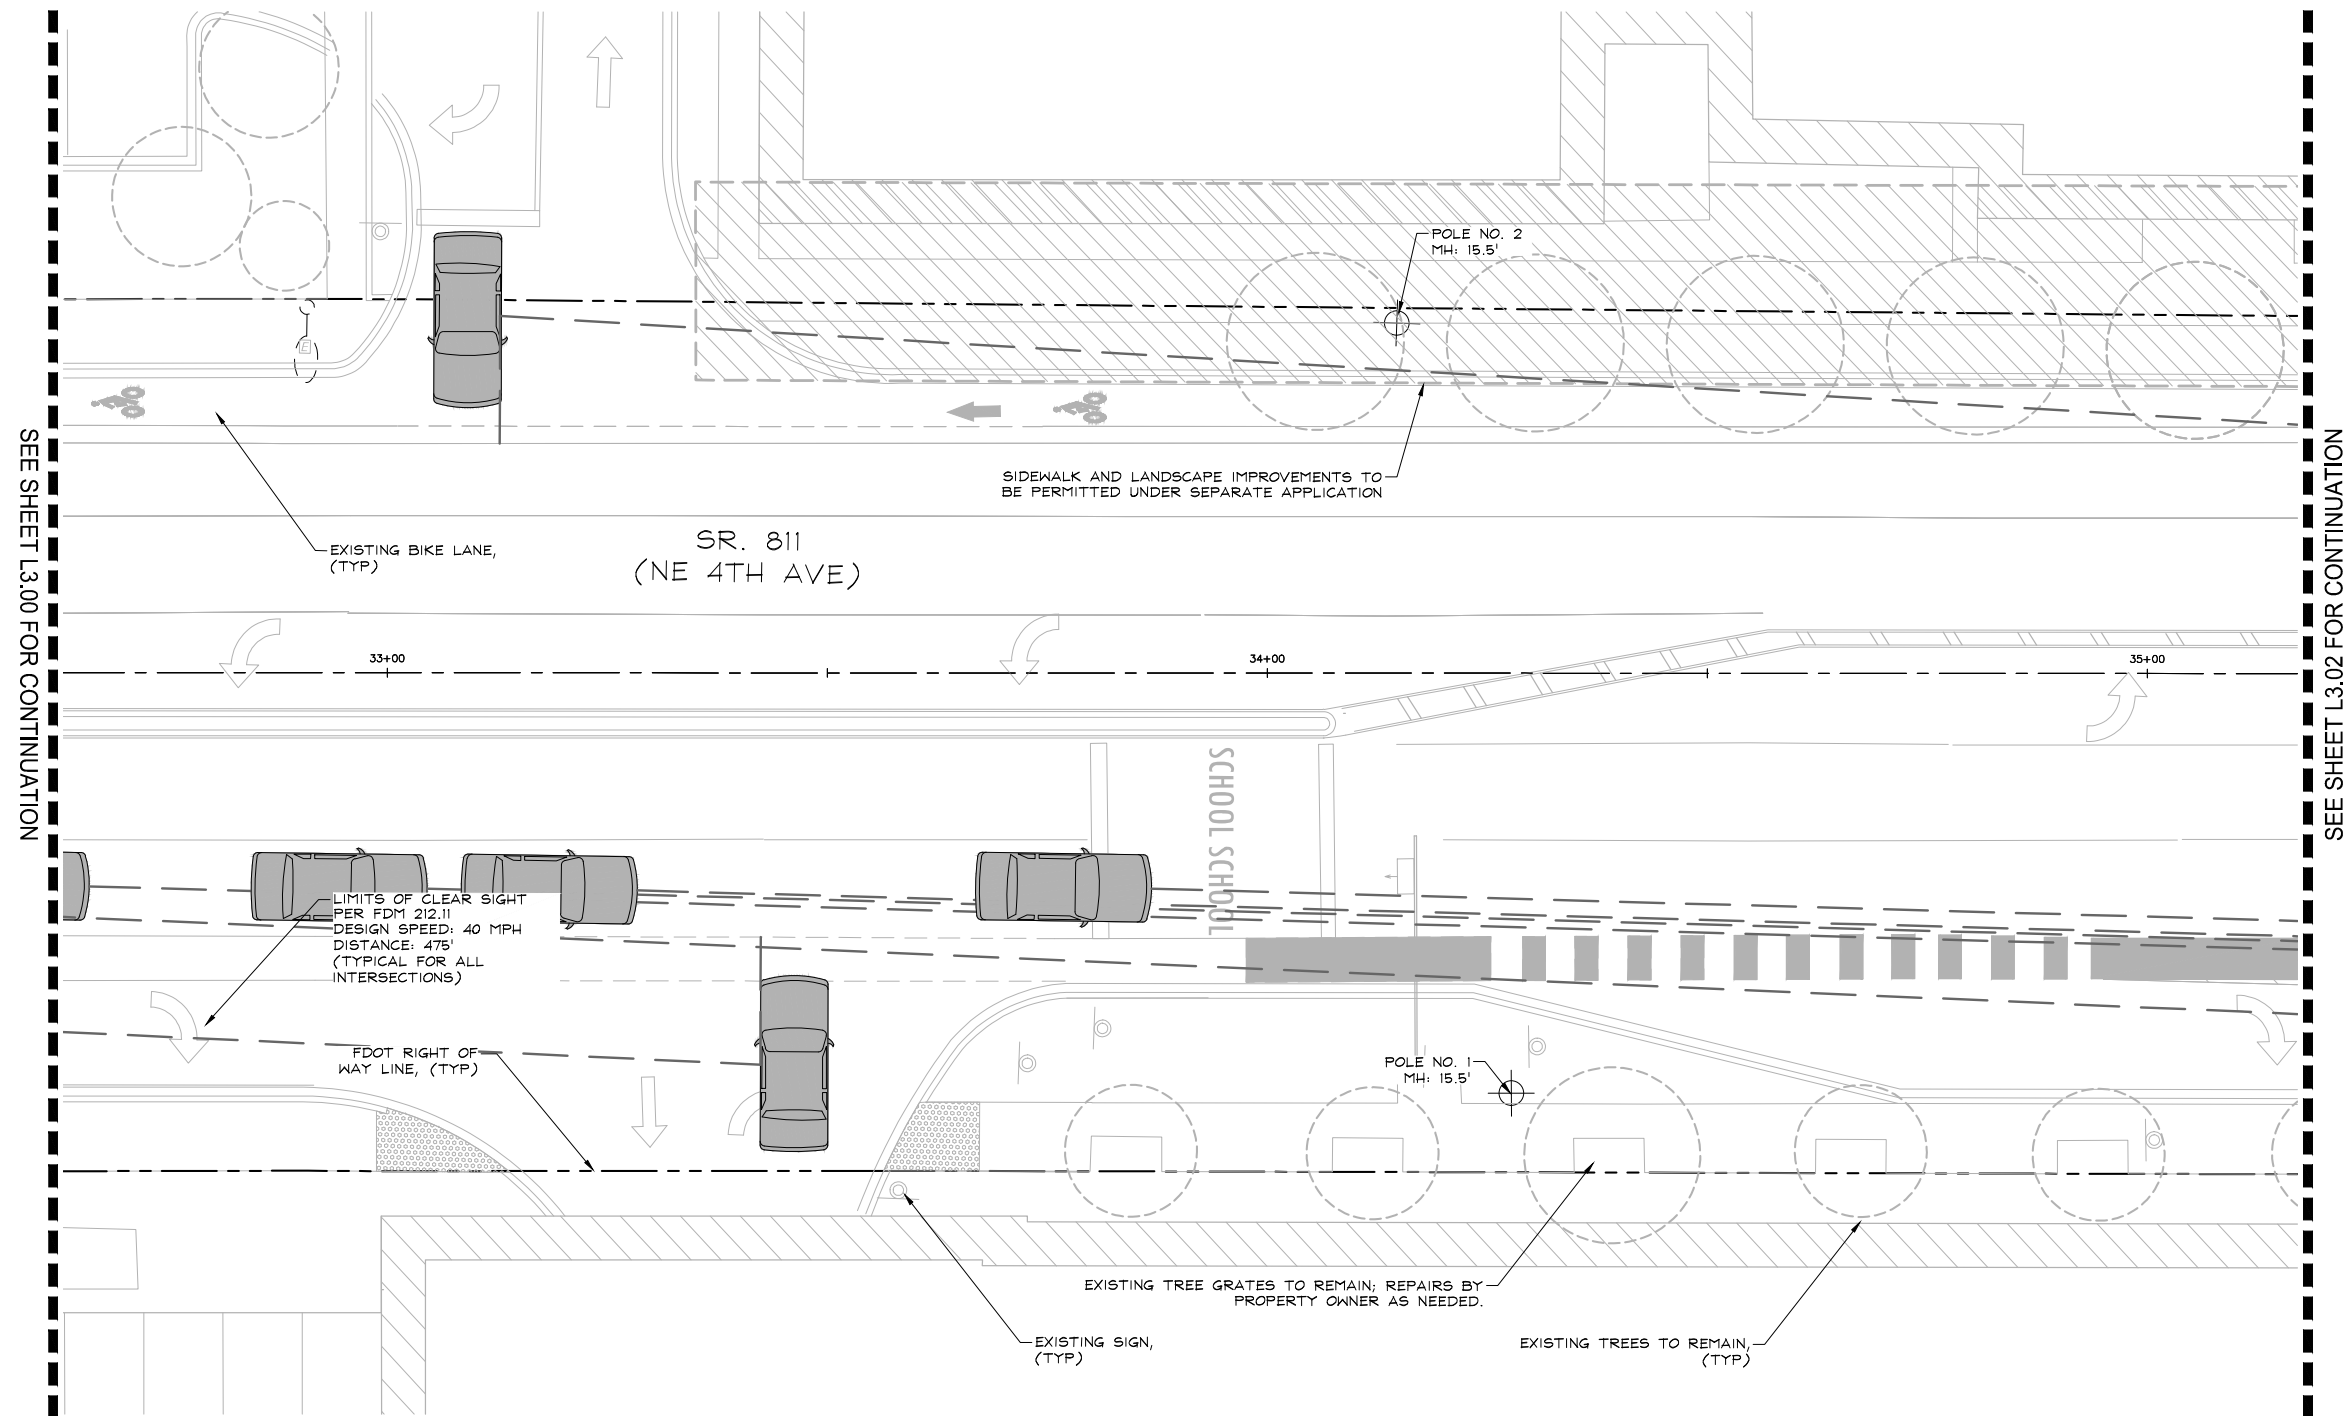 POLE NO. 2
MH: 15.5'
E
SIDEWALK AND LANDSCAPE IMPROVEMENTS TO
BE PERMITTED UNDER SEPARATE APPLICATION
EXISTING BIKE LANE,
(TYP)
SR. 811
(NE 4TH AVE)
SEE SHEET L3.00 FOR CONTINUATION
SEE SHEET L3.02 FOR CONTINUATION
33+00
34+00
35+00
SCHOOL SCHOOL
LIMITS OF CLEAR SIGHT
PER FDM 212.11
DESIGN SPEED: 40 MPH
DISTANCE: 475'
(TYPICAL FOR ALL
INTERSECTIONS)
FDOT RIGHT OF
WAY LINE, (TYP)
POLE NO. 1
MH: 15.5'
EXISTING TREE GRATES TO REMAIN; REPAIRS BY
PROPERTY OWNER AS NEEDED.
EXISTING SIGN,
(TYP)
EXISTING TREES TO REMAIN,
(TYP)